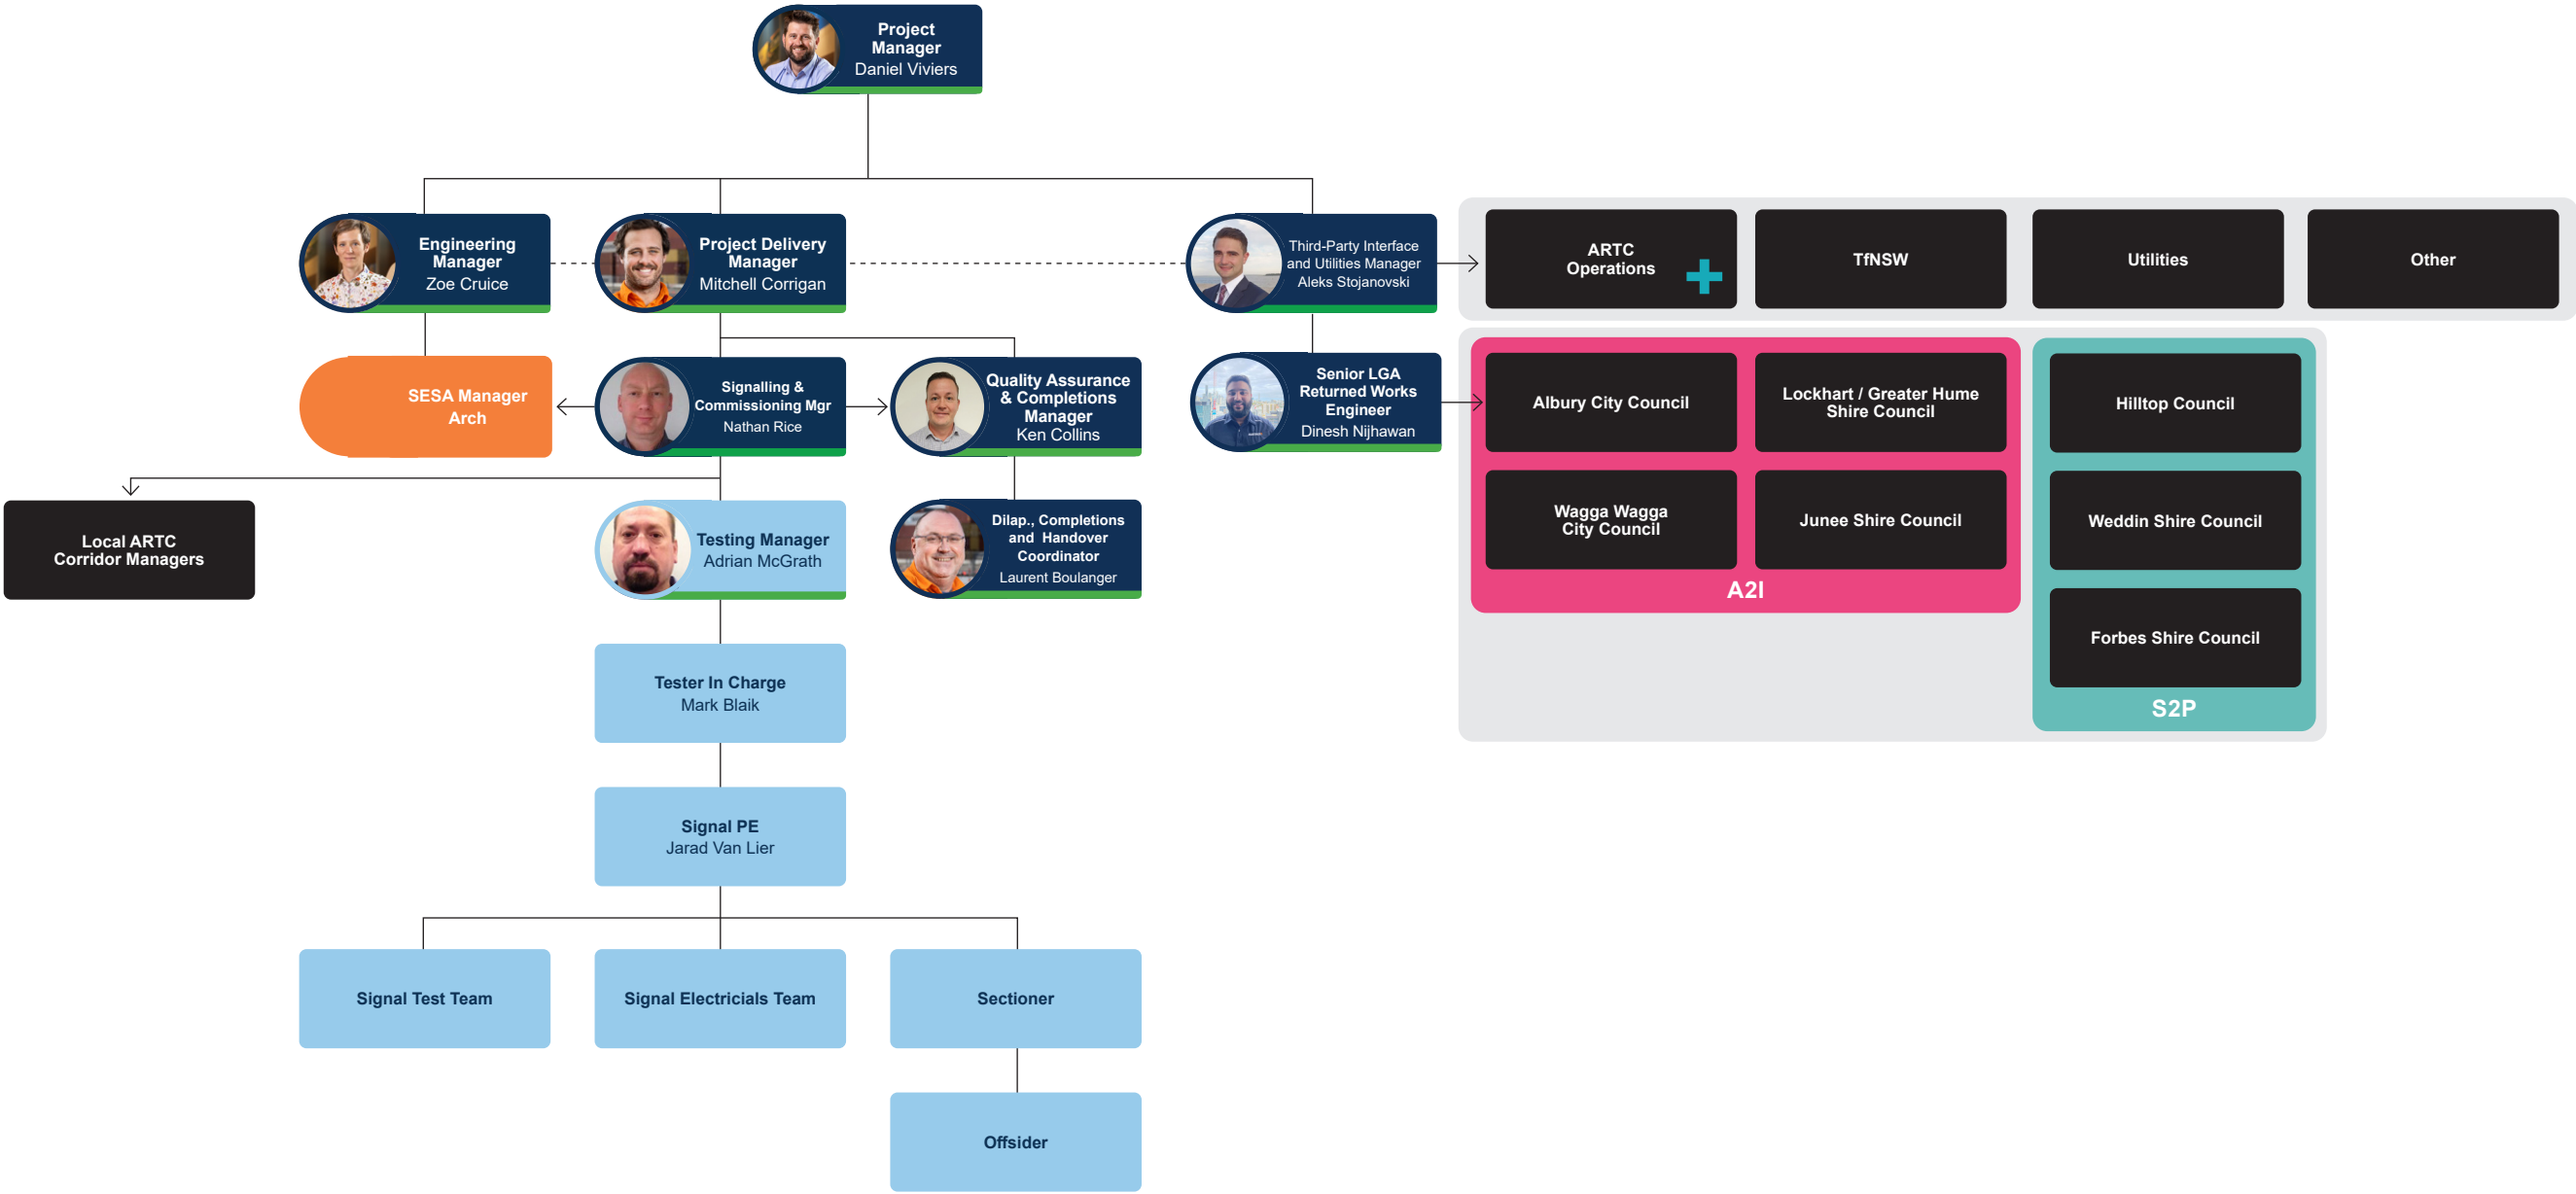 Project
Manager
Daniel Viviers
Engineering
Manager
Zoe Cruice
Project Delivery
Manager
Mitchell Corrigan
Third-Party Interface
and Utilities Manager
Aleks Stojanovski
ARTC
Operations
TfNSW
Utilities
Other
SESA Manager
Arch
Signalling &
Commissioning Mgr
Nathan Rice
Quality Assurance
& Completions
Manager
Ken Collins
Senior LGA
Returned Works
Engineer
Dinesh Nijhawan
Albury City Council
Lockhart / Greater Hume
Shire Council
Hilltop Council
Wagga Wagga
City Council
Junee Shire Council
Weddin Shire Council
A2I
Forbes Shire Council
S2P
Local ARTC
Corridor Managers
Testing Manager
Adrian McGrath
Dilap., Completions
and Handover
Coordinator
Laurent Boulanger
Tester In Charge
Mark Blaik
Signal PE
Jarad Van Lier
Signal Test Team
Signal Electricials Team
Sectioner
Offsider